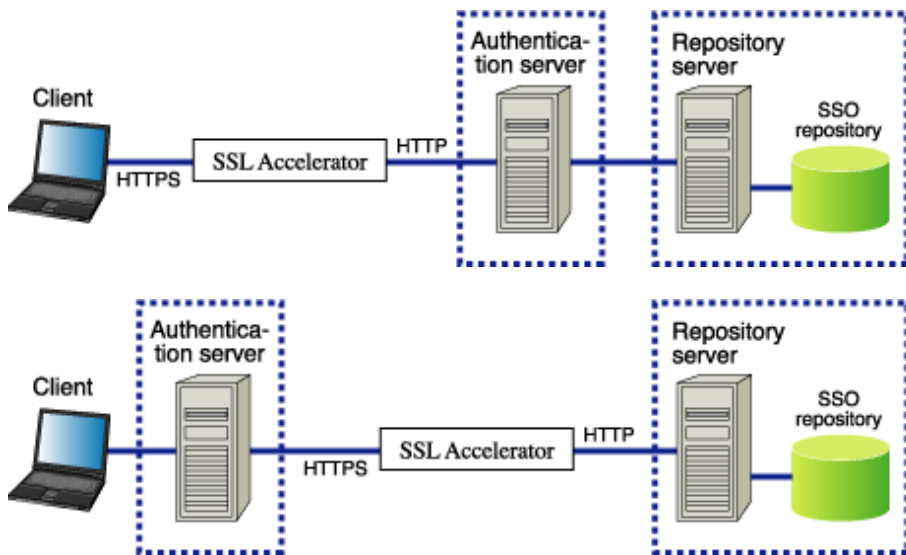 Authentica-
tion server
Repository
server
Client
SSO
repository
HTTPS
SSL Accelerator
HTTP
Authentica-
tion server
Repository
server
Client
SSO
repository
HTTPS
SSL Accelerator
HTTP